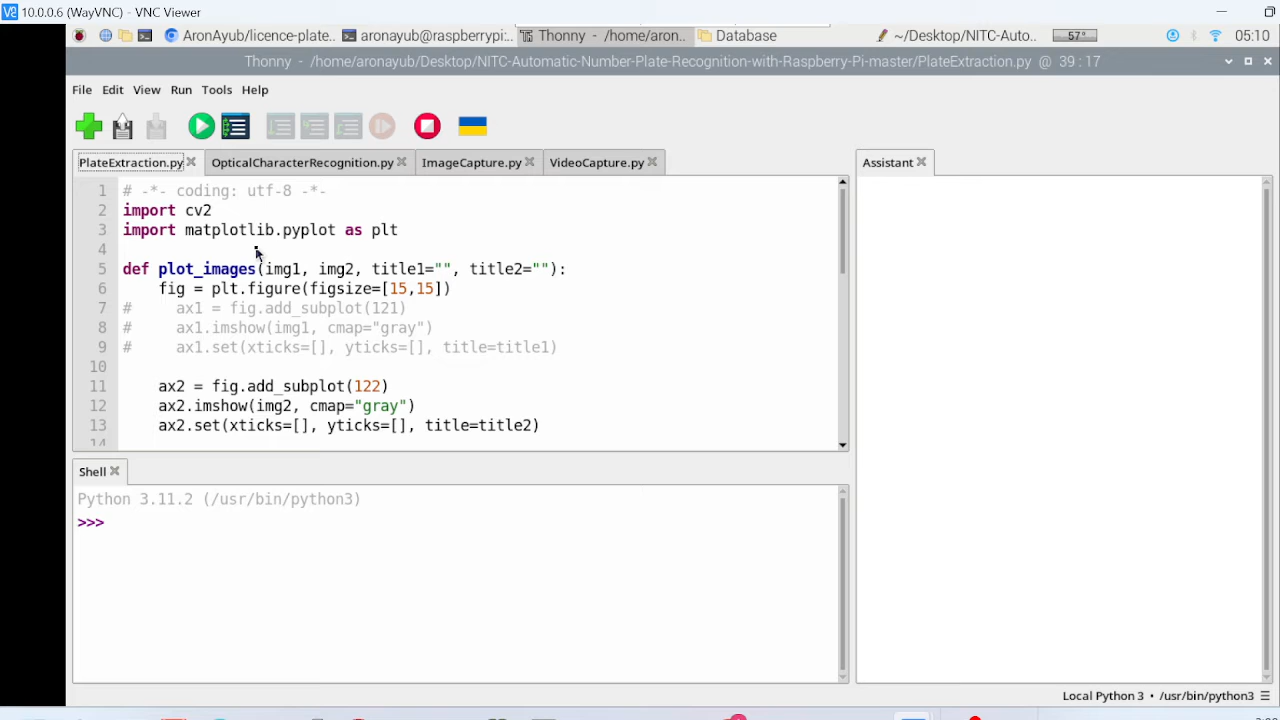 10.0.0.6 (WayVNC) - VNC Viewer
AronAyub/licence-plate.. aronayub@raspberrypi:.. Thonny - /home/aron.. Database ~/Desktop/NITC-Auto... 57° 05:10
Thonny - /home/aronayub/Desktop/NITC-Automatic-Number-Plate-Recognition-with-Raspberry-Pi-master/PlateExtraction.py @ 39 : 17
File Edit View Run Tools Help
PlateExtraction.py OpticalCharacterRecognition.py ImageCapture.py VideoCapture.py Assistant
1 # -*- coding: utf-8 -*-
2 import cv2
3 import matplotlib.pyplot as plt
4
5 def plot_images(img1, img2, title1="", title2=""):
6 fig = plt.figure(figsize=[15,15])
7 # ax1 = fig.add_subplot(121)
8 # ax1.imshow(img1, cmap="gray")
9 # ax1.set(xticks=[], yticks=[], title=title1)
10
11 ax2 = fig.add_subplot(122)
12 ax2.imshow(img2, cmap="gray")
13 ax2.set(xticks=[], yticks=[], title=title2)
14
Shell
Python 3.11.2 (/usr/bin/python3)
>>>
Local Python 3 • /usr/bin/python3 ☰